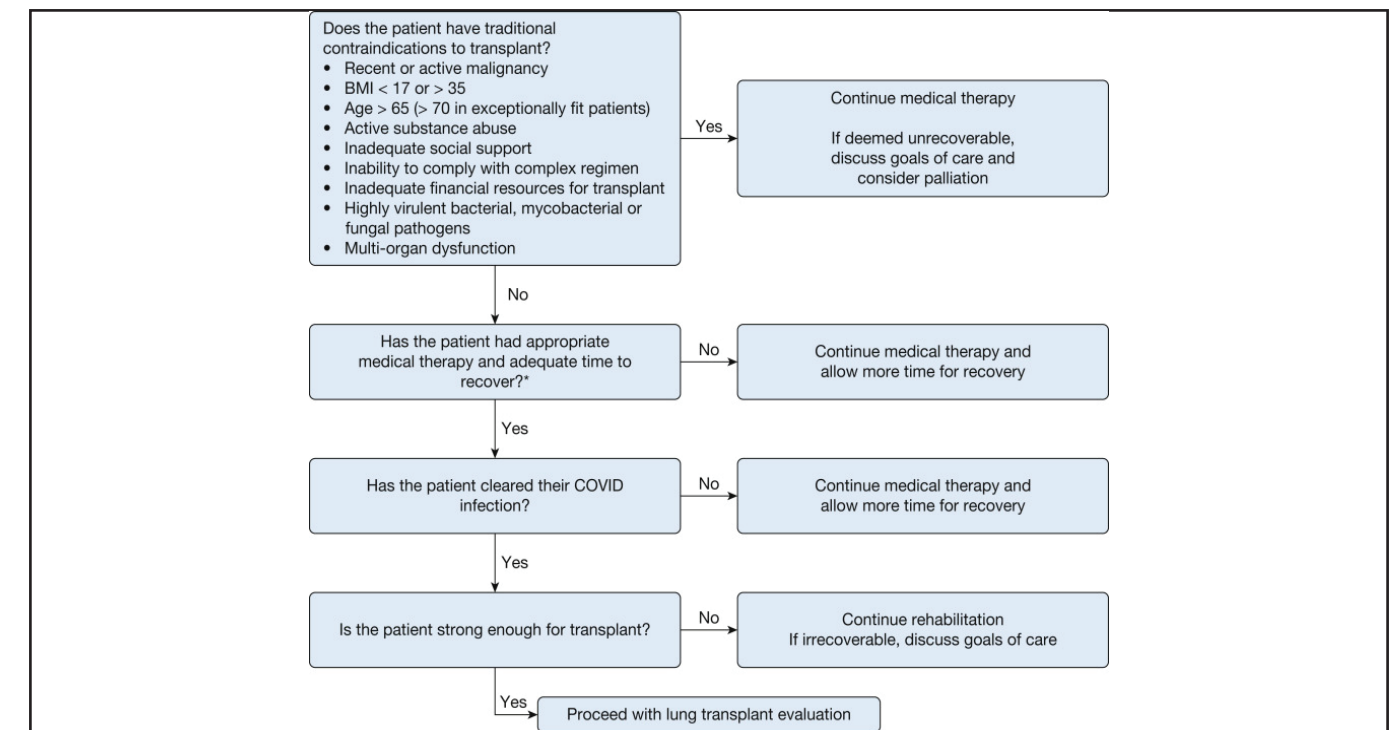 Does the patient have traditional
contraindications to transplant?
• Recent or active malignancy
• BMI < 17 or > 35
• Age > 65 (> 70 in exceptionally fit patients)
• Active substance abuse
• Inadequate social support
• Inability to comply with complex regimen
• Inadequate financial resources for transplant
• Highly virulent bacterial, mycobacterial or
fungal pathogens
• Multi-organ dysfunction
Yes
Continue medical therapy
If deemed unrecoverable,
discuss goals of care and
consider palliation
No
Has the patient had appropriate
medical therapy and adequate time to
recover?*
No
Continue medical therapy and
allow more time for recovery
Yes
Has the patient cleared their COVID
infection?
No
Continue medical therapy and
allow more time for recovery
Yes
Is the patient strong enough for transplant?
No
Continue rehabilitation
If irrecoverable, discuss goals of care
Yes
Proceed with lung transplant evaluation